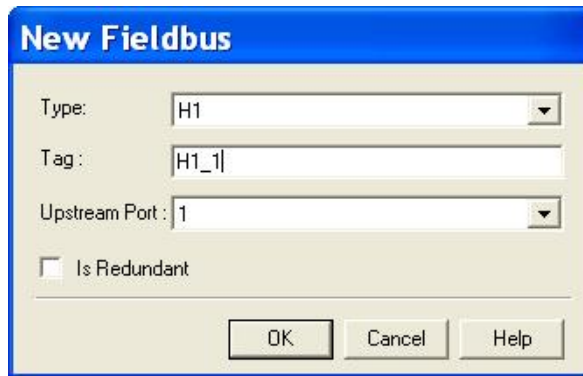 New Fieldbus
Type: H1
Tag : H1_1
Upstream Port : 1
Is Redundant
OK Cancel Help